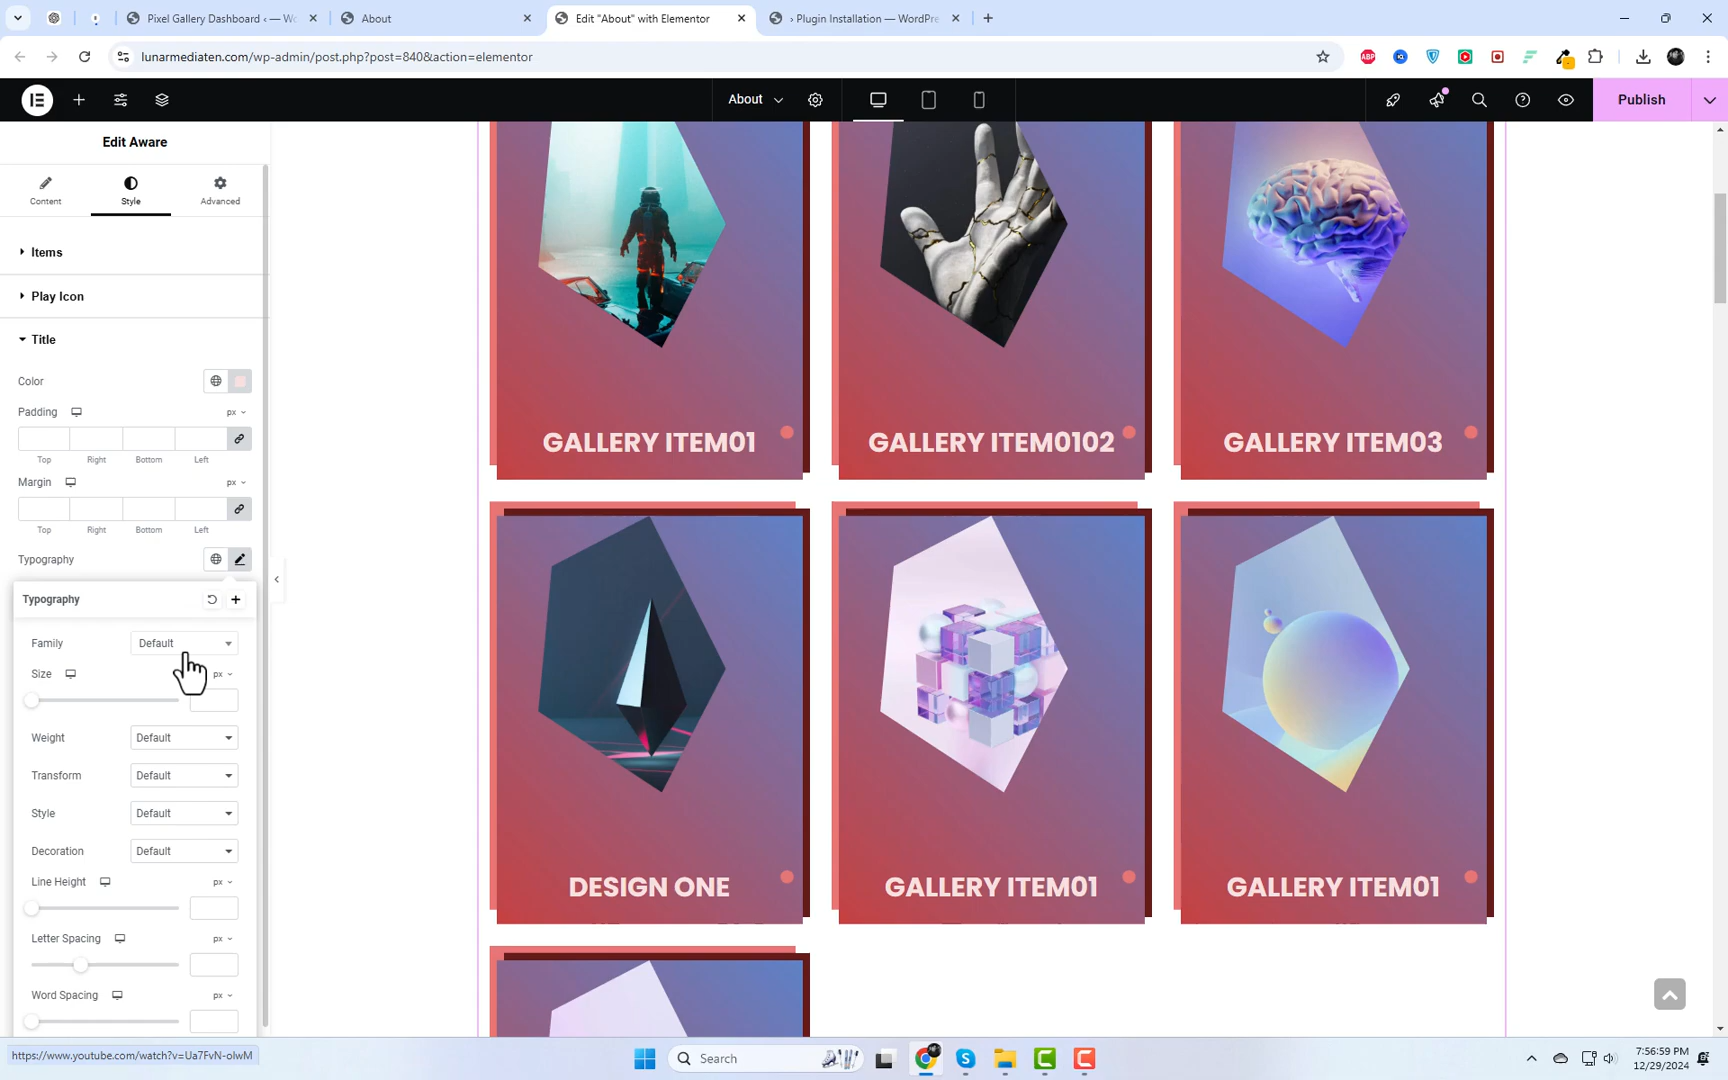 Pixel Gallery Dashboard ‹ — Wo
About
Edit "About" with Elementor
› Plugin Installation — WordPre
lunarmediaten.com/wp-admin/post.php?post=840&action=elementor
ABP
About
Publish
Edit Aware
Content
Style
Advanced
Items
Play Icon
Title
Color
Padding
px
Top
Right
Bottom
Left
Margin
px
Top
Right
Bottom
Left
Typography
Typography
Family
Default
Size
px
Weight
Default
Transform
Default
Style
Default
Decoration
Default
Line Height
px
Letter Spacing
px
Word Spacing
px
GALLERY ITEM01
GALLERY ITEM0102
GALLERY ITEM03
DESIGN ONE
GALLERY ITEM01
GALLERY ITEM01
https://www.youtube.com/watch?v=Ua7FvN-olwM
Search
7:56:59 PM
12/29/2024